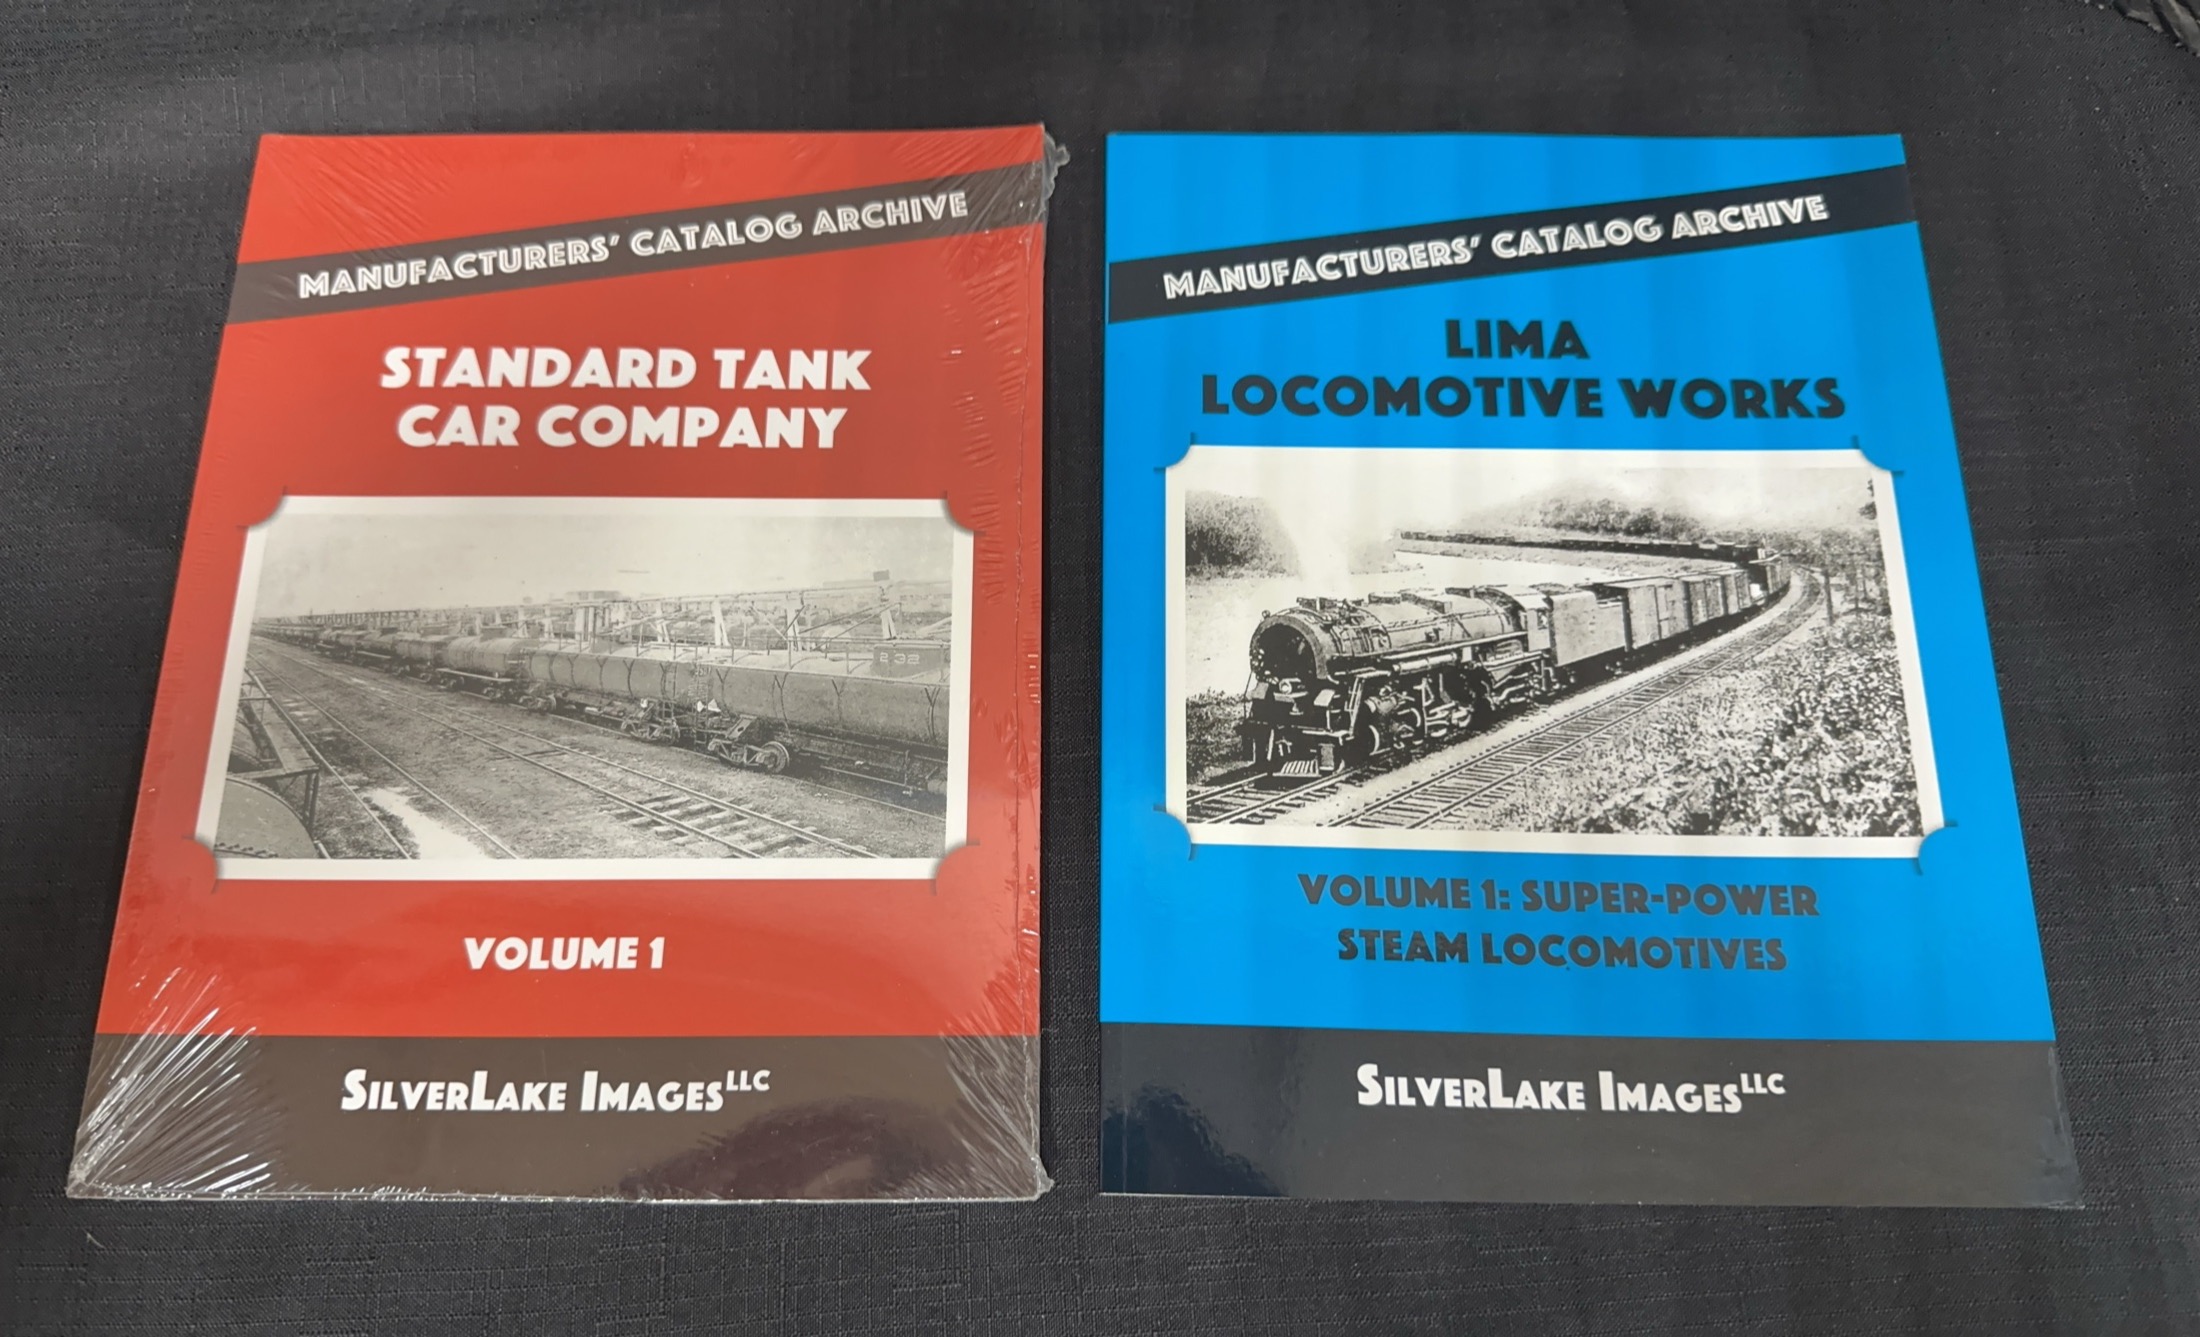 MANUFACTURERS' CATALOG ARCHIVE
STANDARD TANK
CAR COMPANY
232
VOLUME 1
SILVERLAKE IMAGES LLC
MANUFACTURERS' CATALOG ARCHIVE
LIMA
LOCOMOTIVE WORKS
VOLUME 1: SUPER-POWER
STEAM LOCOMOTIVES
SILVERLAKE IMAGES LLC